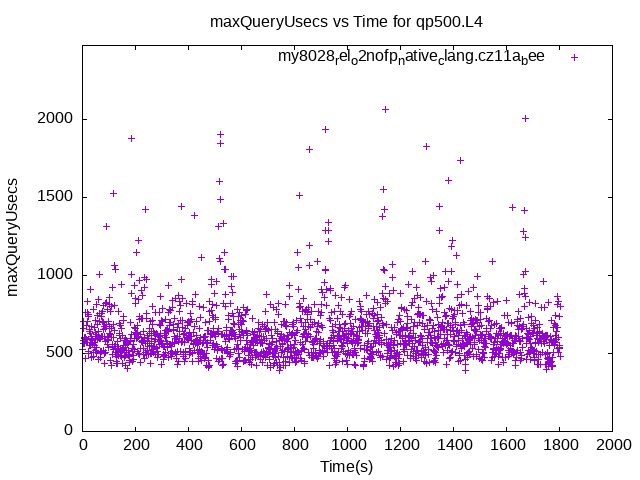 maxQueryUsecs vs Time for qp500.L4
my8028relo2nofpnative_clang.cz11abee
2000
1500
1000
500
0
maxQueryUsecs
0 200 400 600 800 1000 1200 1400 1600 1800 2000
Time(s)